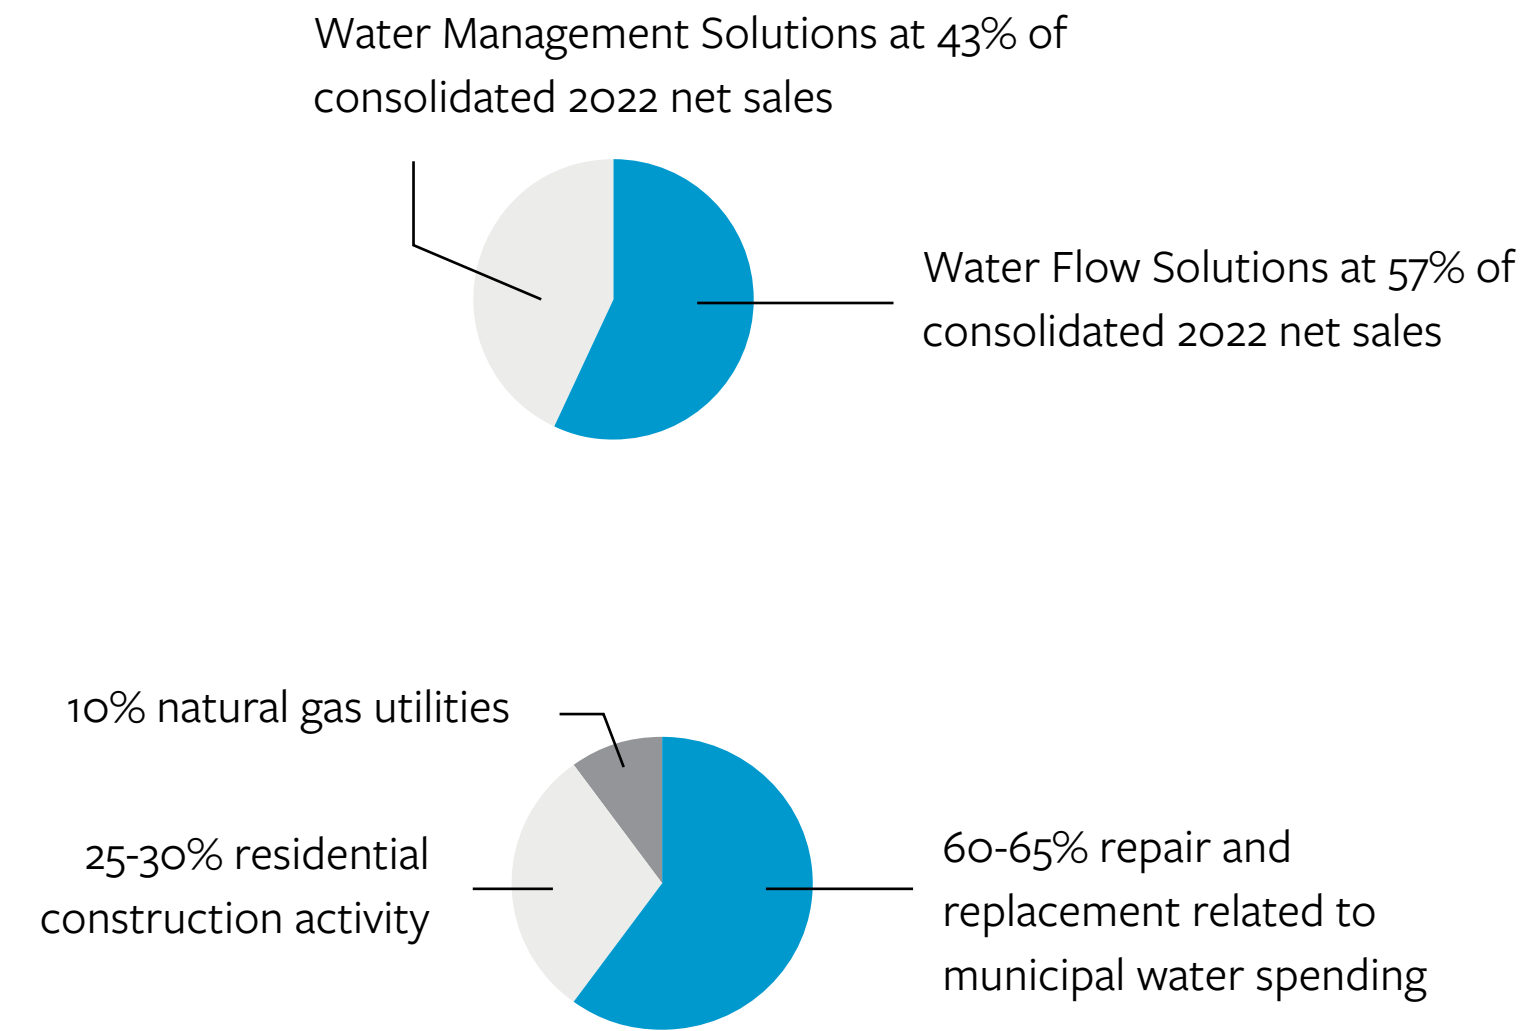 Water Management Solutions at 43% of
consolidated 2022 net sales
Water Flow Solutions at 57% of
consolidated 2022 net sales
10% natural gas utilities
25-30% residential
construction activity
60-65% repair and
replacement related to
municipal water spending